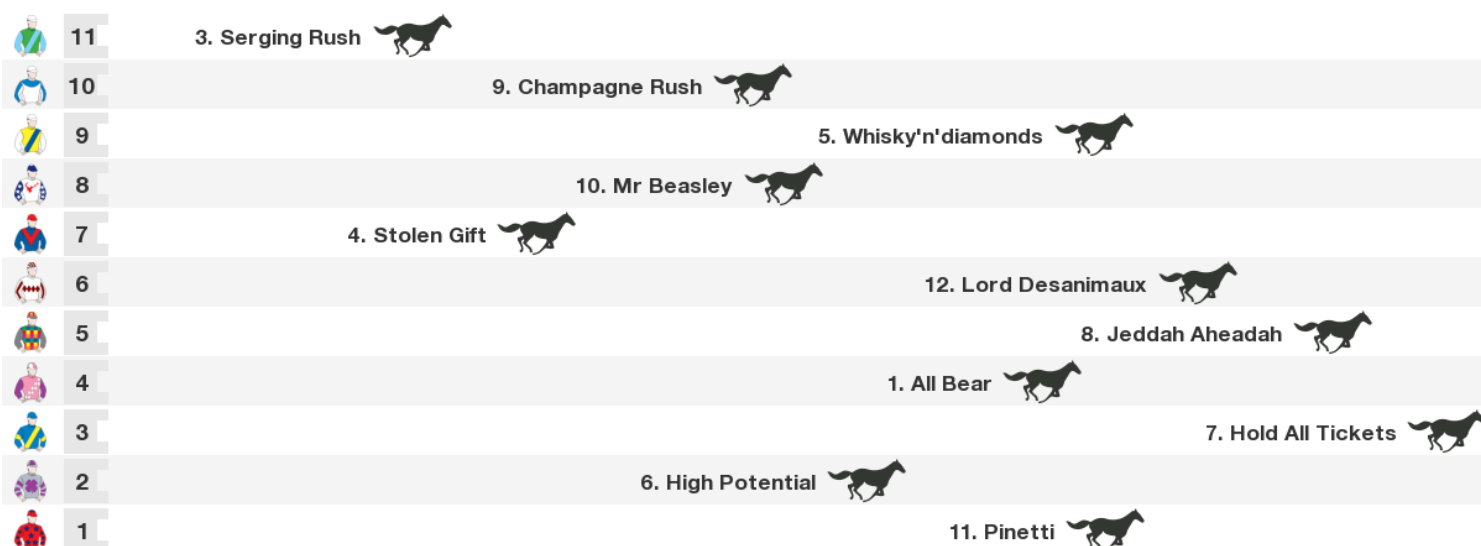 11 3. Serging Rush
10 9. Champagne Rush
9 5. Whisky'n'diamonds
8 10. Mr Beasley
7 4. Stolen Gift
6 12. Lord Desanimaux
5 8. Jeddah Aheadah
4 1. All Bear
3 7. Hold All Tickets
2 6. High Potential
1 11. Pinetti